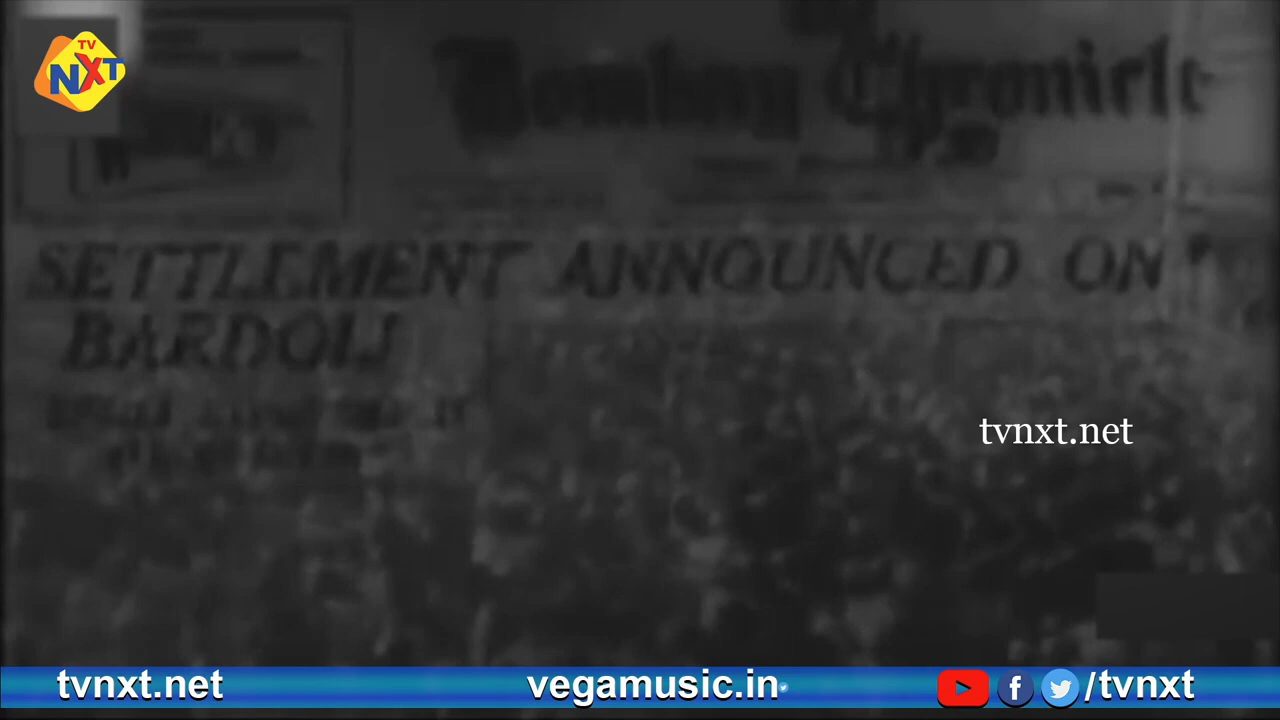 TV
NXT
Bombay Chronicle
SETTLEMENT ANNOUNCED ON
BARDOLI
tvnxt.net
tvnxt.net
vegamusic.in
/tvnxt